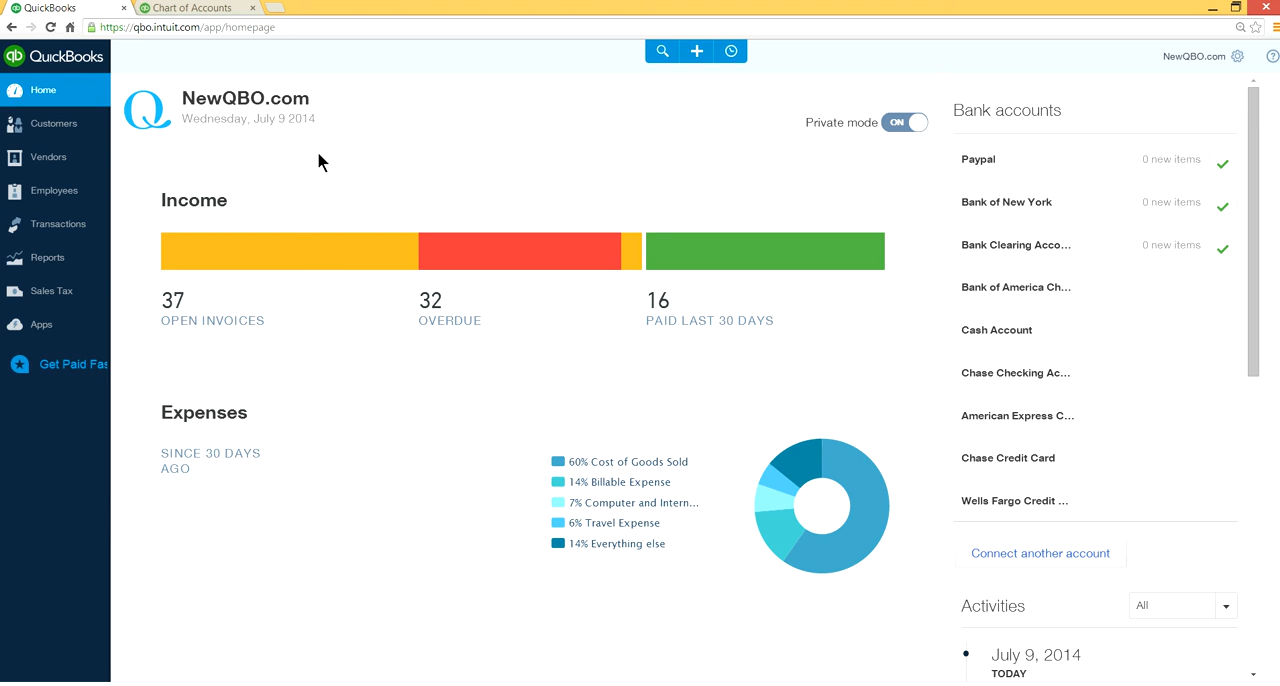 QuickBooks
Chart of Accounts
https://qbo.intuit.com/app/homepage
qb QuickBooks
NewQBO.com
Home
Customers
Vendors
Employees
Transactions
Reports
Sales Tax
Apps
Get Paid Fas
NewQBO.com
Wednesday, July 9 2014
Private mode ON
Income
37
OPEN INVOICES
32
OVERDUE
16
PAID LAST 30 DAYS
Expenses
SINCE 30 DAYS
AGO
60% Cost of Goods Sold
14% Billable Expense
7% Computer and Intern...
6% Travel Expense
14% Everything else
Bank accounts
Paypal 0 new items
Bank of New York 0 new items
Bank Clearing Acco... 0 new items
Bank of America Ch...
Cash Account
Chase Checking Ac...
American Express C...
Chase Credit Card
Wells Fargo Credit ...
Connect another account
Activities All
July 9, 2014
TODAY